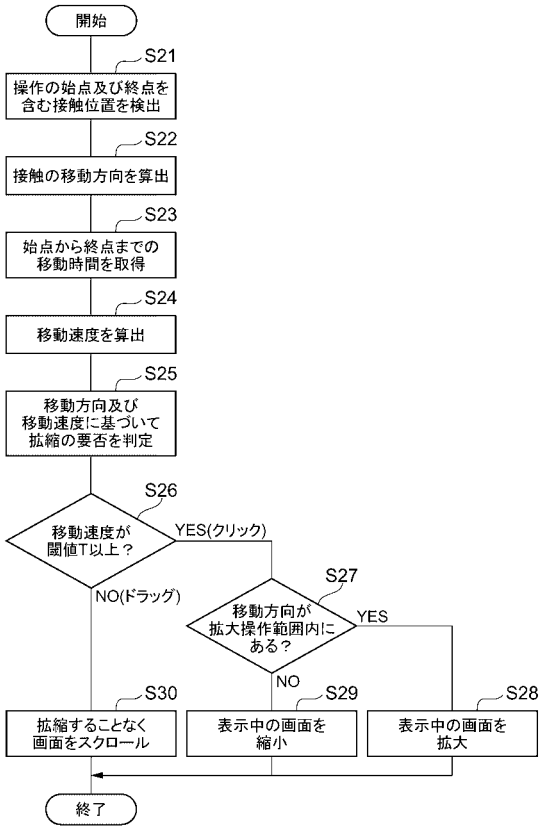 開始
S21
操作の始点及び終点を
含む接触位置を検出
S22
接触の移動方向を算出
S23
始点から終点までの
移動時間を取得
S24
移動速度を算出
S25
移動方向及び
移動速度に基づいて
拡縮の要否を判定
S26
移動速度が
閾値T以上?
YES(クリック)
NO(ドラッグ)
S27
移動方向が
拡大操作範囲内に
ある?
YES
NO
S30
拡縮することなく
画面をスクロール
S29
表示中の画面を
縮小
S28
表示中の画面を
拡大
終了